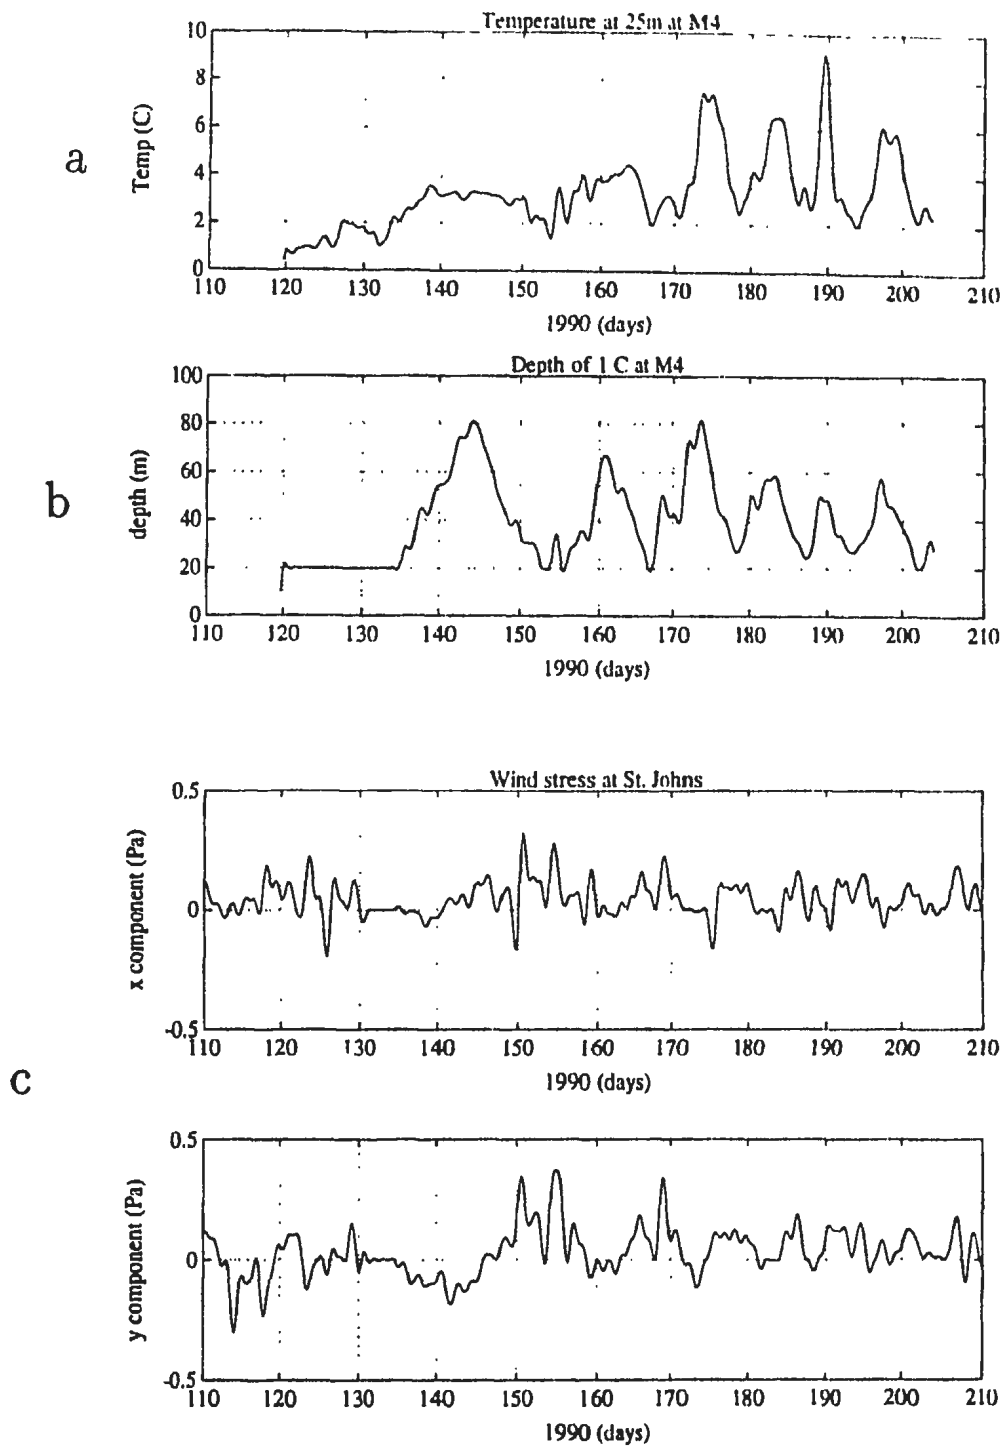 Temperature at 25m at M4
10
8
6
4
2
0
Temp (C)
a
110 120 130 140 150 160 170 180 190 200 210
1990 (days)
Depth of 1 C at M4
100
80
60
40
20
0
depth (m)
b
110 120 130 140 150 160 170 180 190 200 210
1990 (days)
Wind stress at St. Johns
0.5
0
-0.5
x component (Pa)
110 120 130 140 150 160 170 180 190 200 210
1990 (days)
c
0.5
0
-0.5
y component (Pa)
110 120 130 140 150 160 170 180 190 200 210
1990 (days)